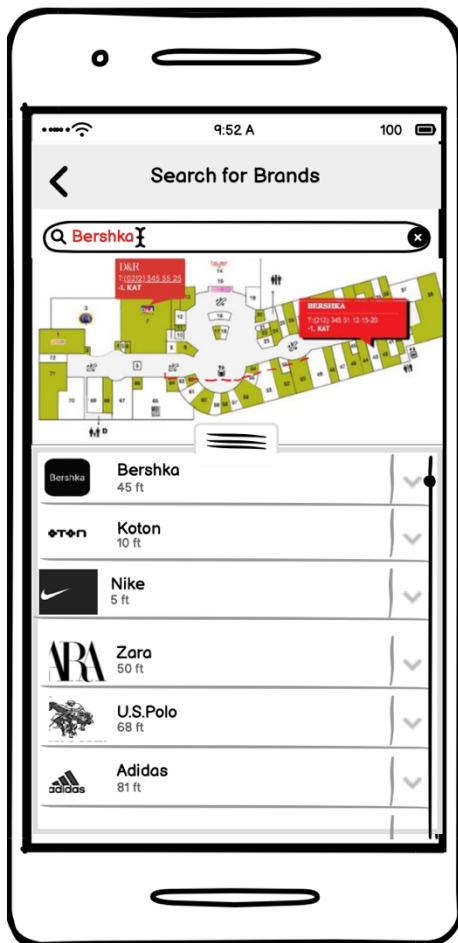 9:52 A
100
Search for Brands
Bershka
D&R
T:(0212) 345 55 25
-1. KAT
BERSHKA
T:(212) 345 51 12-15-20
-1. KAT
Bershka
Bershka
45 ft
Koton
10 ft
Nike
5 ft
ARA
Zara
50 ft
U.S.Polo
68 ft
adidas
Adidas
81 ft